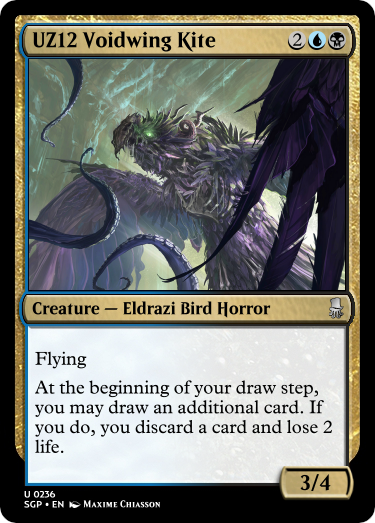 UZ12 Voidwing Kite 2
Creature — Eldrazi Bird Horror
Flying
At the beginning of your draw step,
you may draw an additional card. If
you do, you discard a card and lose 2
life.
3/4
U 0236
SGP • EN Maxime Chiasson